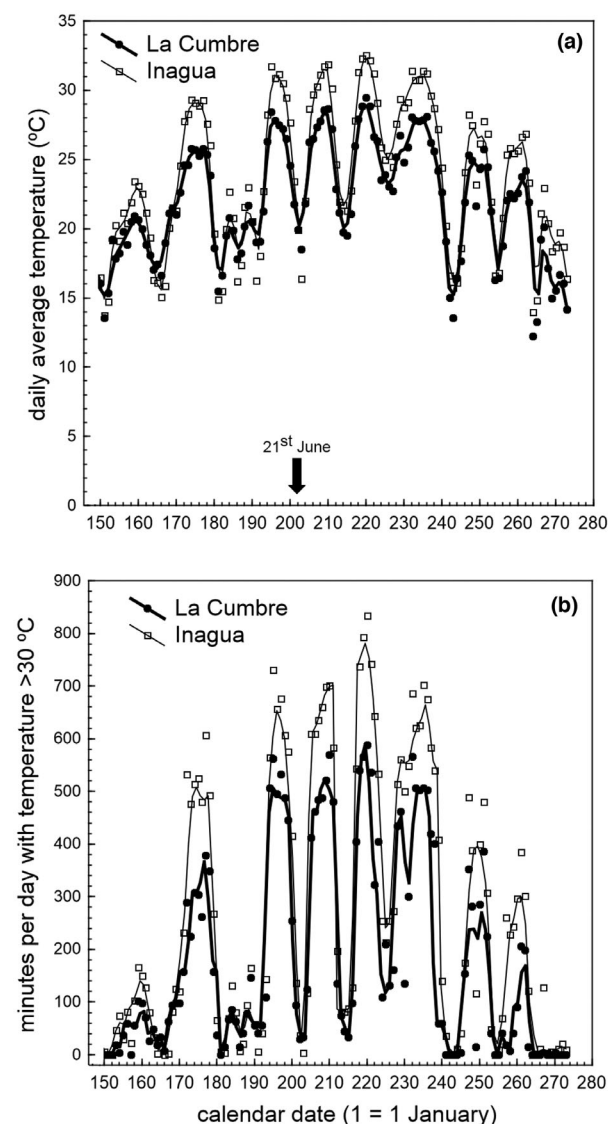 (a)
La Cumbre
Inagua
daily average temperature (ºC)
35
30
25
20
15
10
5
0
21st June
150 160 170 180 190 200 210 220 230 240 250 260 270 280
(b)
La Cumbre
Inagua
minutes per day with temperature >30 ºC
900
800
700
600
500
400
300
200
100
0
150 160 170 180 190 200 210 220 230 240 250 260 270 280
calendar date (1 = 1 January)